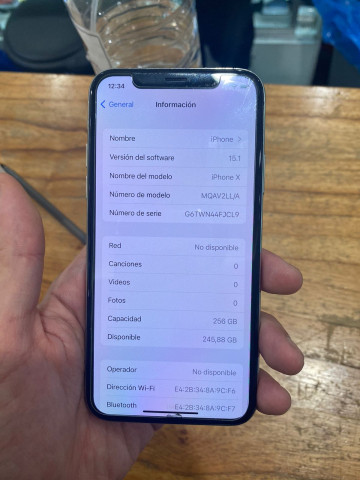 12:34
General
Información
Nombre iPhone
Versión del software 15.1
Nombre del modelo iPhone X
Número de modelo MQAV2LL/A
Número de serie G6TWN44FJCL9
Red No disponible
Canciones 0
Videos 0
Fotos 0
Capacidad 256 GB
Disponible 245,88 GB
Operador No disponible
Dirección Wi-Fi E4:2B:34:8A:9C:F6
Bluetooth E4:2B:34:8A:9C:F7